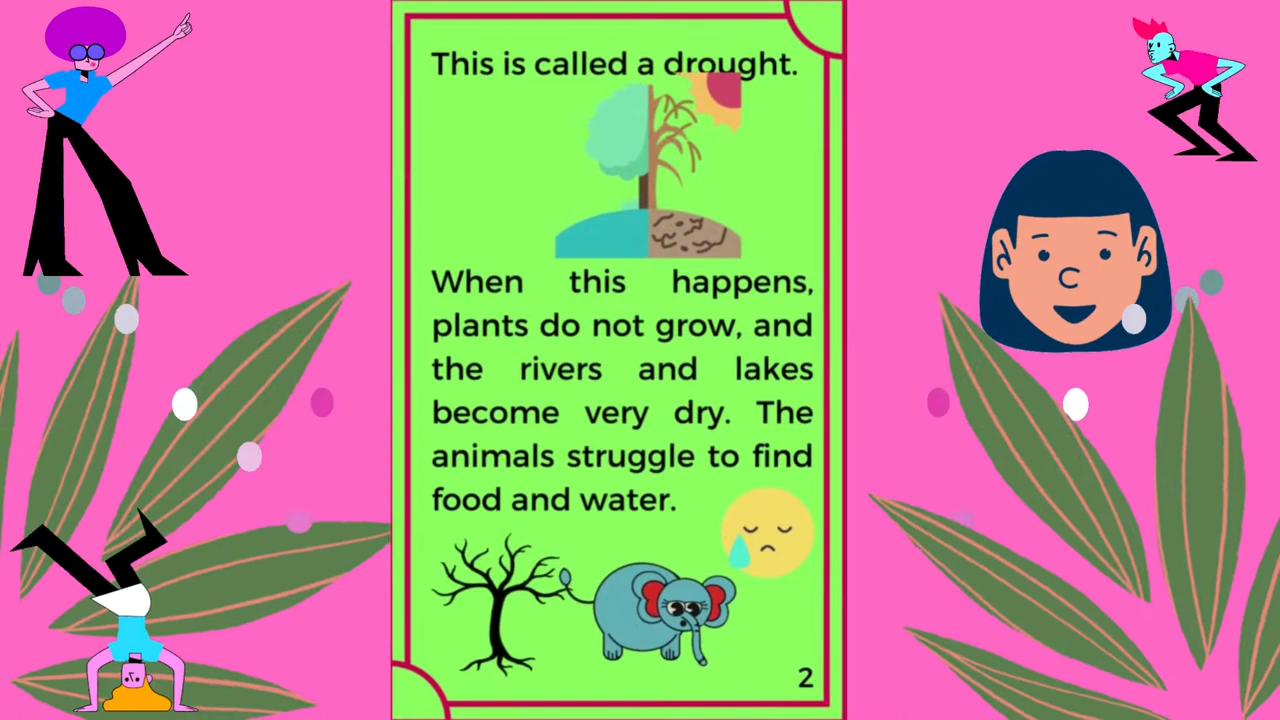 This is called a drought.
When this happens,
plants do not grow, and
the rivers and lakes
become very dry. The
animals struggle to find
food and water.
2